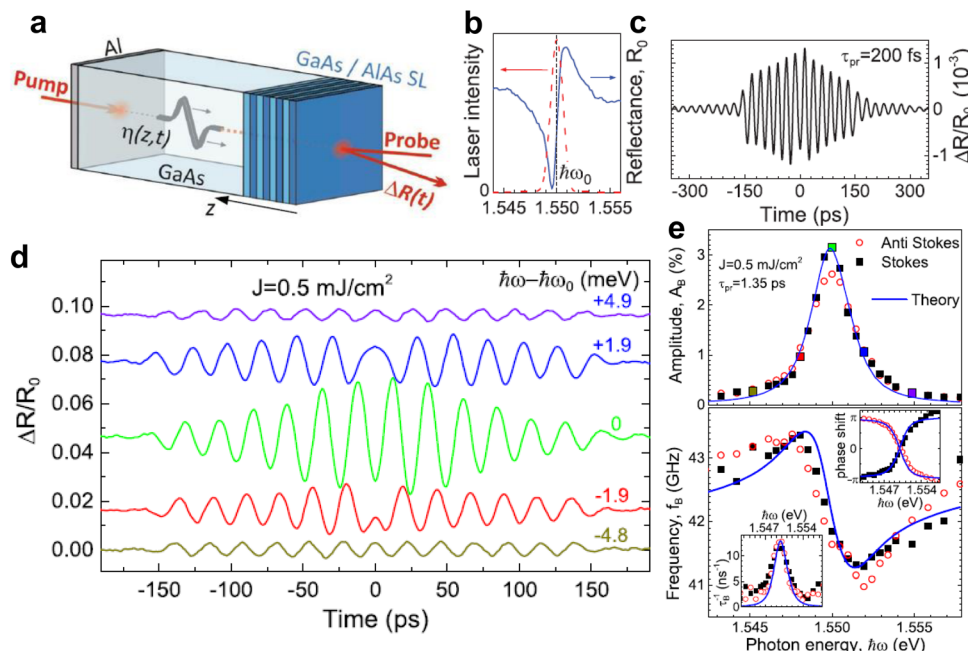 a
Al
GaAs / AlAs SL
Pump
η(z,t)
Probe
GaAs
ΔR(t)
z
b
Laser intensity
Reflectance, R₀
ħω₀
0
1.545 1.550 1.555
c
τpr=200 fs
1
0
-1
ΔR/R₀ (10⁻³)
-300 -150 0 150 300
Time (ps)
d
J=0.5 mJ/cm²
ħω−ħω₀ (meV)
+4.9
+1.9
0
-1.9
-4.8
0.10
0.08
0.06
0.04
0.02
0.00
ΔR/R₀
-150 -100 -50 0 50 100 150
Time (ps)
e
Amplitude, A_B (%)
3
2
1
0
J=0.5 mJ/cm²
τpr=1.35 ps
Anti Stokes
Stokes
Theory
Frequency, f_B (GHz)
43
42
41
phase shift
π
0
-π
1.547 1.554
ħω (eV)
ħω (eV)
1.547 1.554
τ_B⁻¹ (ns⁻¹)
10
5
0
1.545 1.550 1.555
Photon energy, ħω (eV)